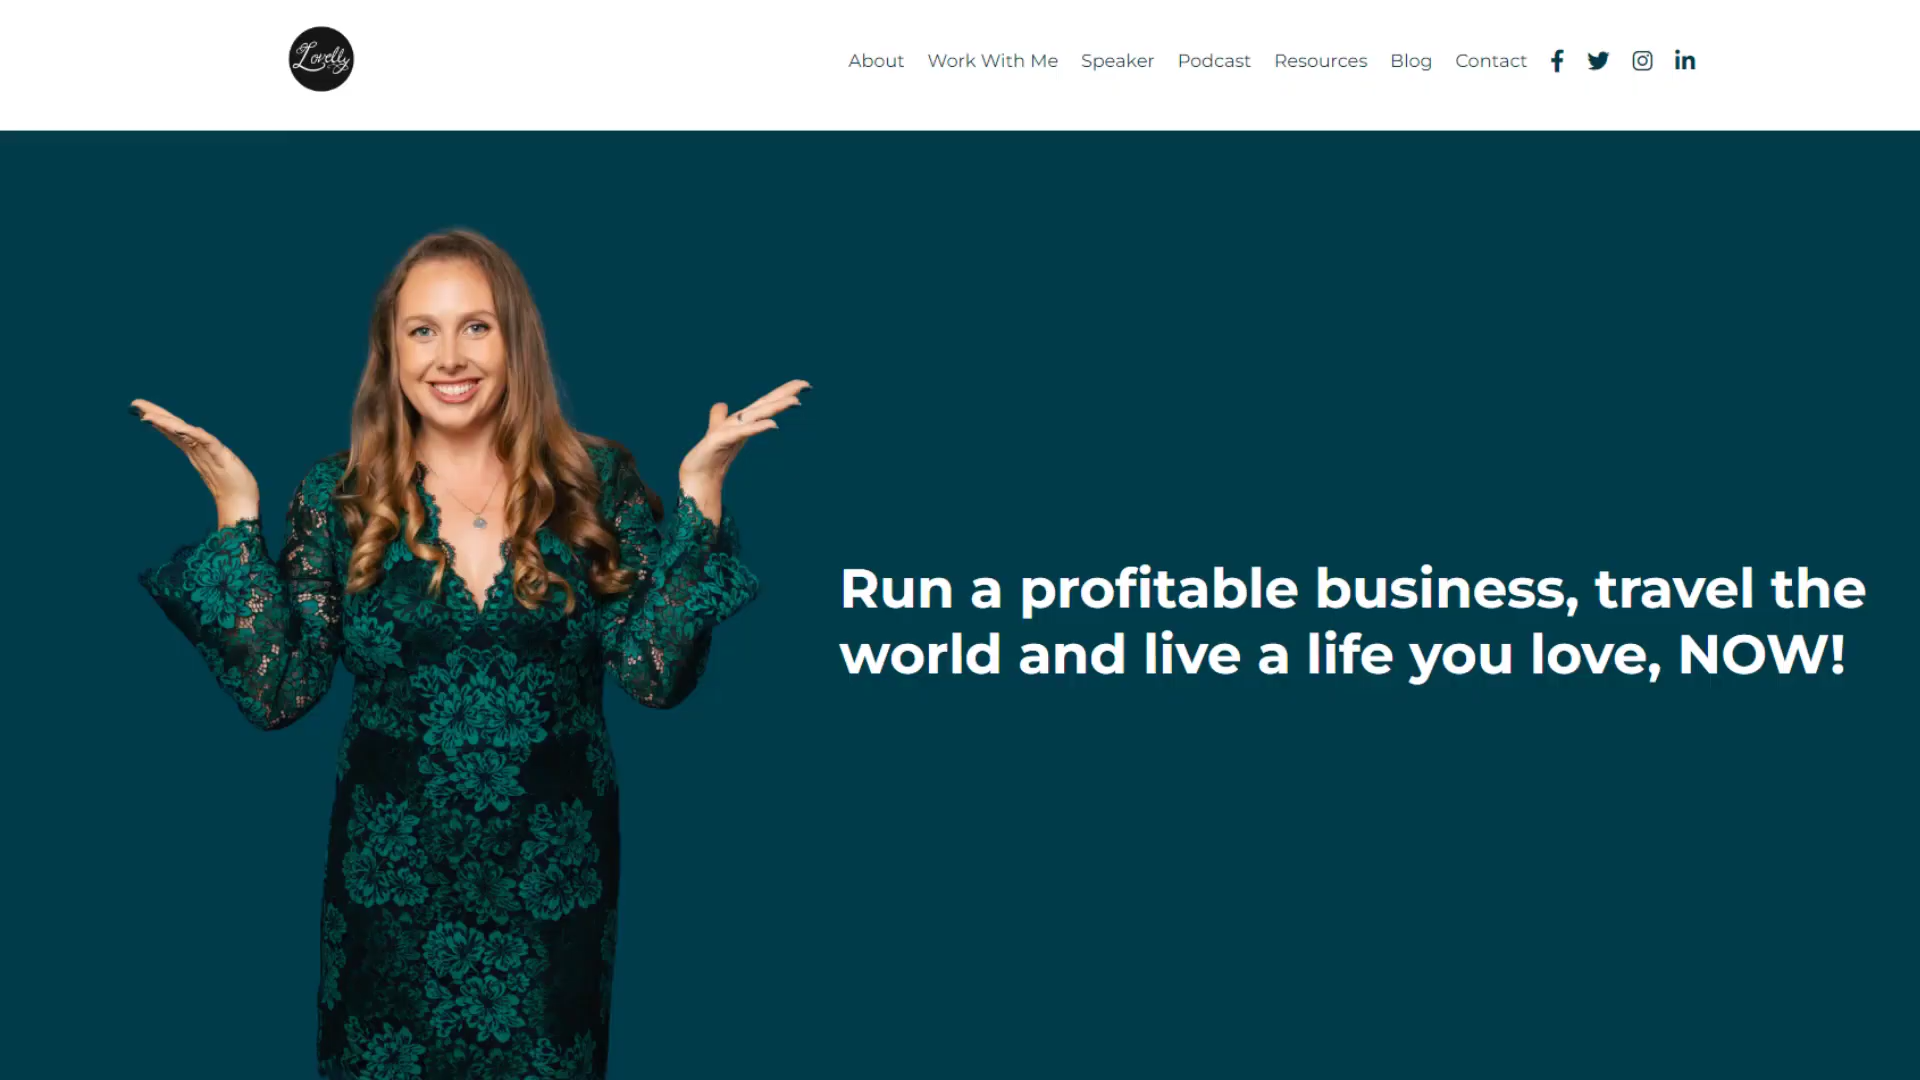 Lovelly
About Work With Me Speaker Podcast Resources Blog Contact
Run a profitable business, travel the
world and live a life you love, NOW!